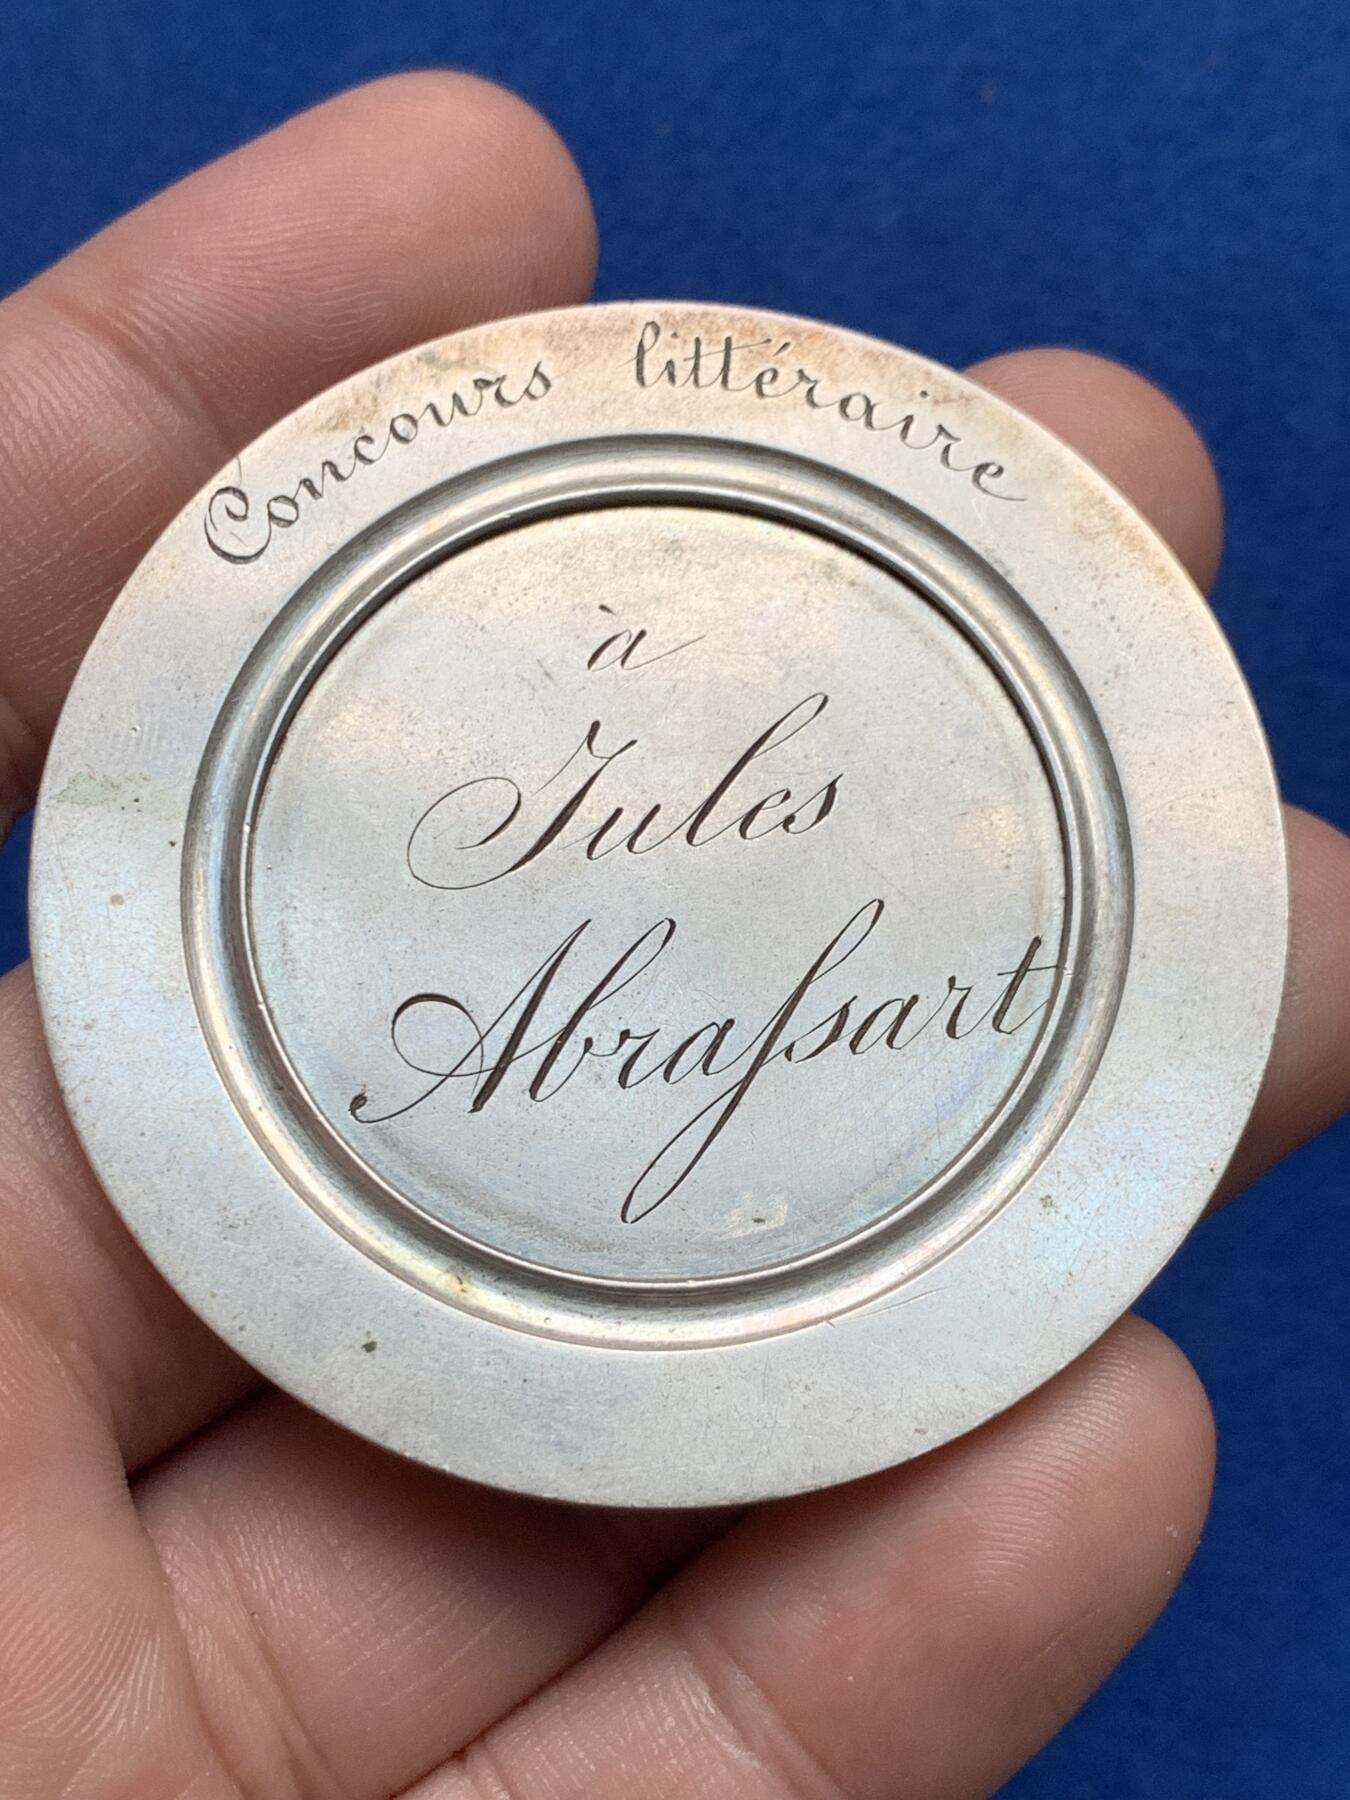 Concours littéraire
à
Jules
Abraſsart